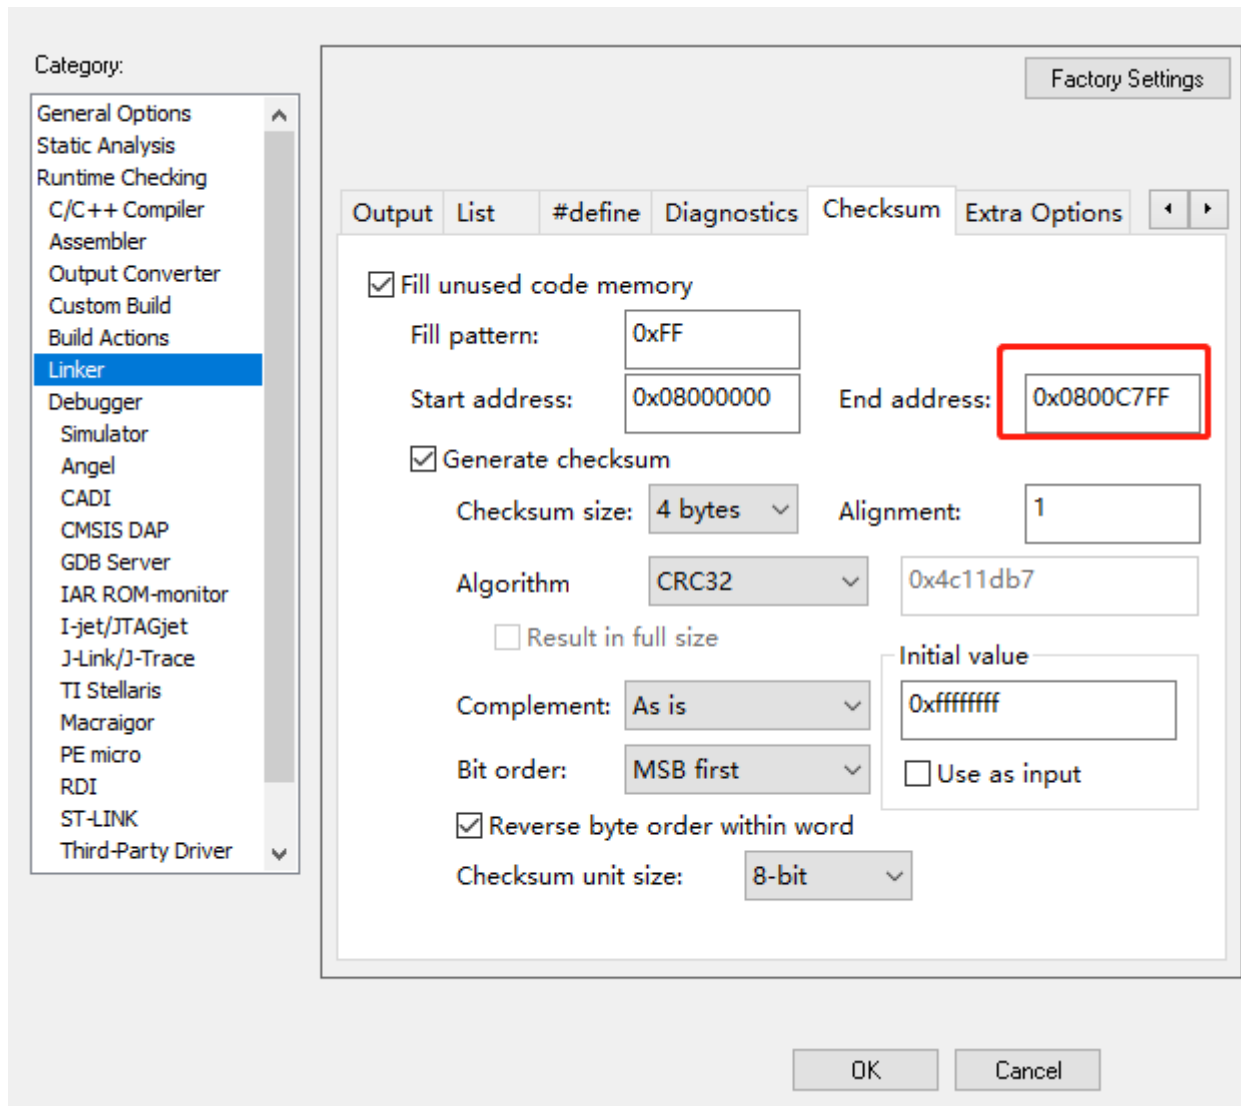 Category:
General Options
Static Analysis
Runtime Checking
C/C++ Compiler
Assembler
Output Converter
Custom Build
Build Actions
Linker
Debugger
Simulator
Angel
CADI
CMSIS DAP
GDB Server
IAR ROM-monitor
I-jet/JTAGjet
J-Link/J-Trace
TI Stellaris
Macraigor
PE micro
RDI
ST-LINK
Third-Party Driver
Factory Settings
Output List #define Diagnostics Checksum Extra Options
Fill unused code memory
Fill pattern: 0xFF
Start address: 0x08000000 End address: 0x0800C7FF
Generate checksum
Checksum size: 4 bytes Alignment: 1
Algorithm CRC32 0x4c11db7
Result in full size
Initial value
Complement: As is 0xffffffff
Bit order: MSB first Use as input
Reverse byte order within word
Checksum unit size: 8-bit
OK Cancel